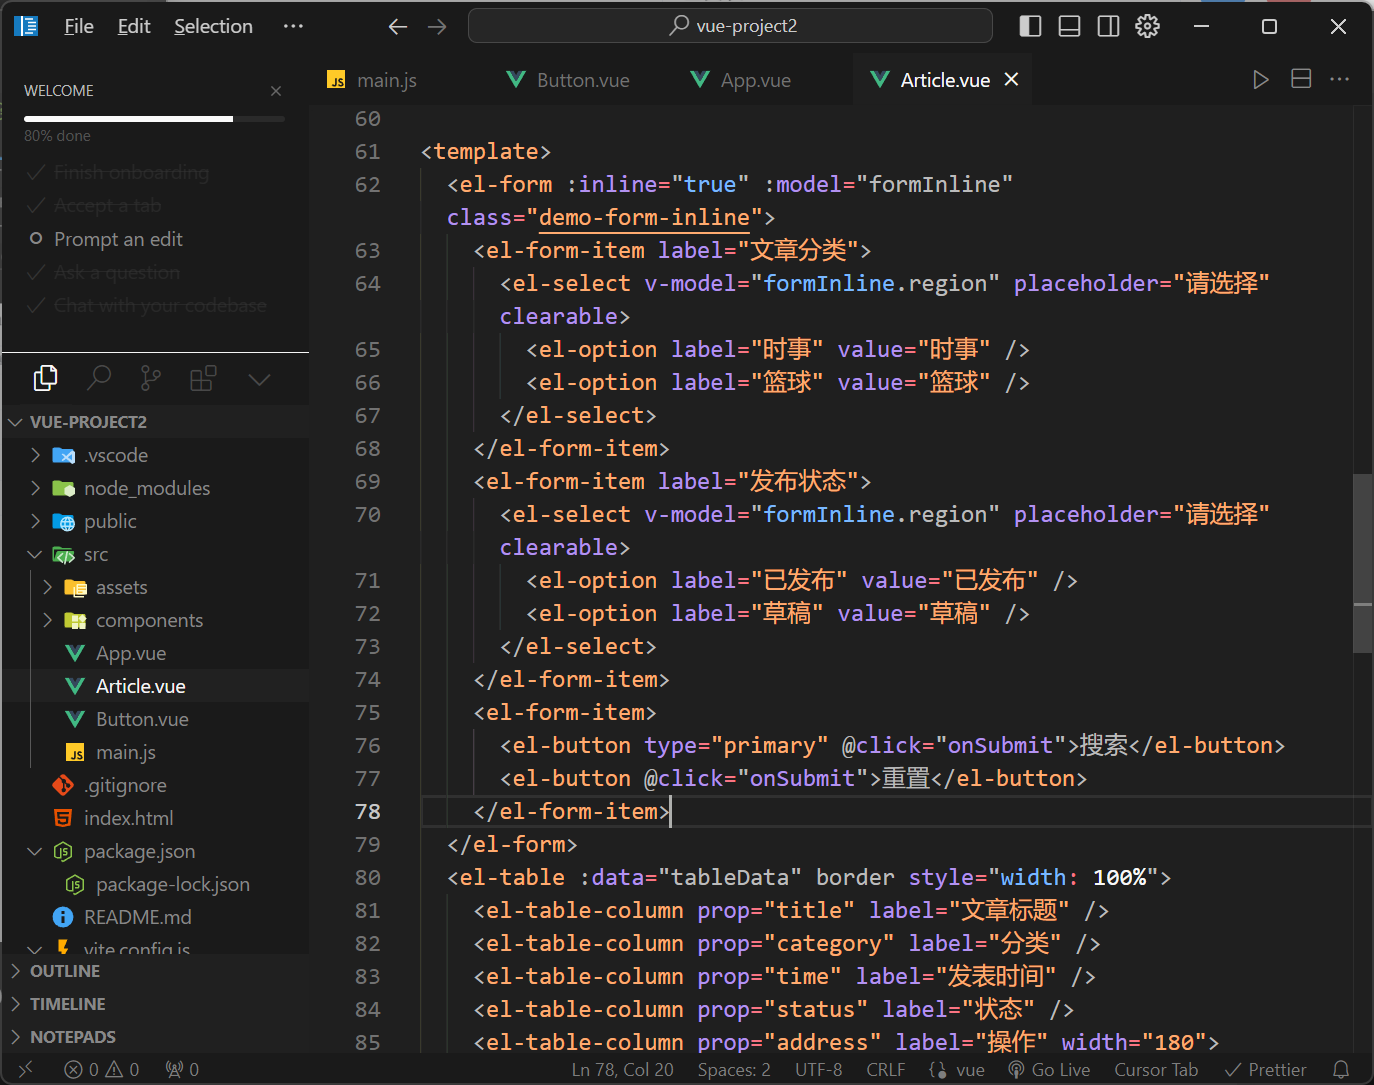 File Edit Selection ··· vue-project2
WELCOME
80% done
Finish onboarding
Accept a tab
Prompt an edit
Ask a question
Chat with your codebase
VUE-PROJECT2
.vscode
node_modules
public
src
assets
components
App.vue
Article.vue
Button.vue
main.js
.gitignore
index.html
package.json
package-lock.json
README.md
vite.config.js
OUTLINE
TIMELINE
NOTEPADS
main.js Button.vue App.vue Article.vue
60
61 <template>
62 <el-form :inline="true" :model="formInline"
class="demo-form-inline">
63 <el-form-item label="文章分类">
64 <el-select v-model="formInline.region" placeholder="请选择"
clearable>
65 <el-option label="时事" value="时事" />
66 <el-option label="篮球" value="篮球" />
67 </el-select>
68 </el-form-item>
69 <el-form-item label="发布状态">
70 <el-select v-model="formInline.region" placeholder="请选择"
clearable>
71 <el-option label="已发布" value="已发布" />
72 <el-option label="草稿" value="草稿" />
73 </el-select>
74 </el-form-item>
75 <el-form-item>
76 <el-button type="primary" @click="onSubmit">搜索</el-button>
77 <el-button @click="onSubmit">重置</el-button>
78 </el-form-item>
79 </el-form>
80 <el-table :data="tableData" border style="width: 100%">
81 <el-table-column prop="title" label="文章标题" />
82 <el-table-column prop="category" label="分类" />
83 <el-table-column prop="time" label="发表时间" />
84 <el-table-column prop="status" label="状态" />
85 <el-table-column prop="address" label="操作" width="180">
0 0 0 Ln 78, Col 20 Spaces: 2 UTF-8 CRLF vue Go Live Cursor Tab Prettier